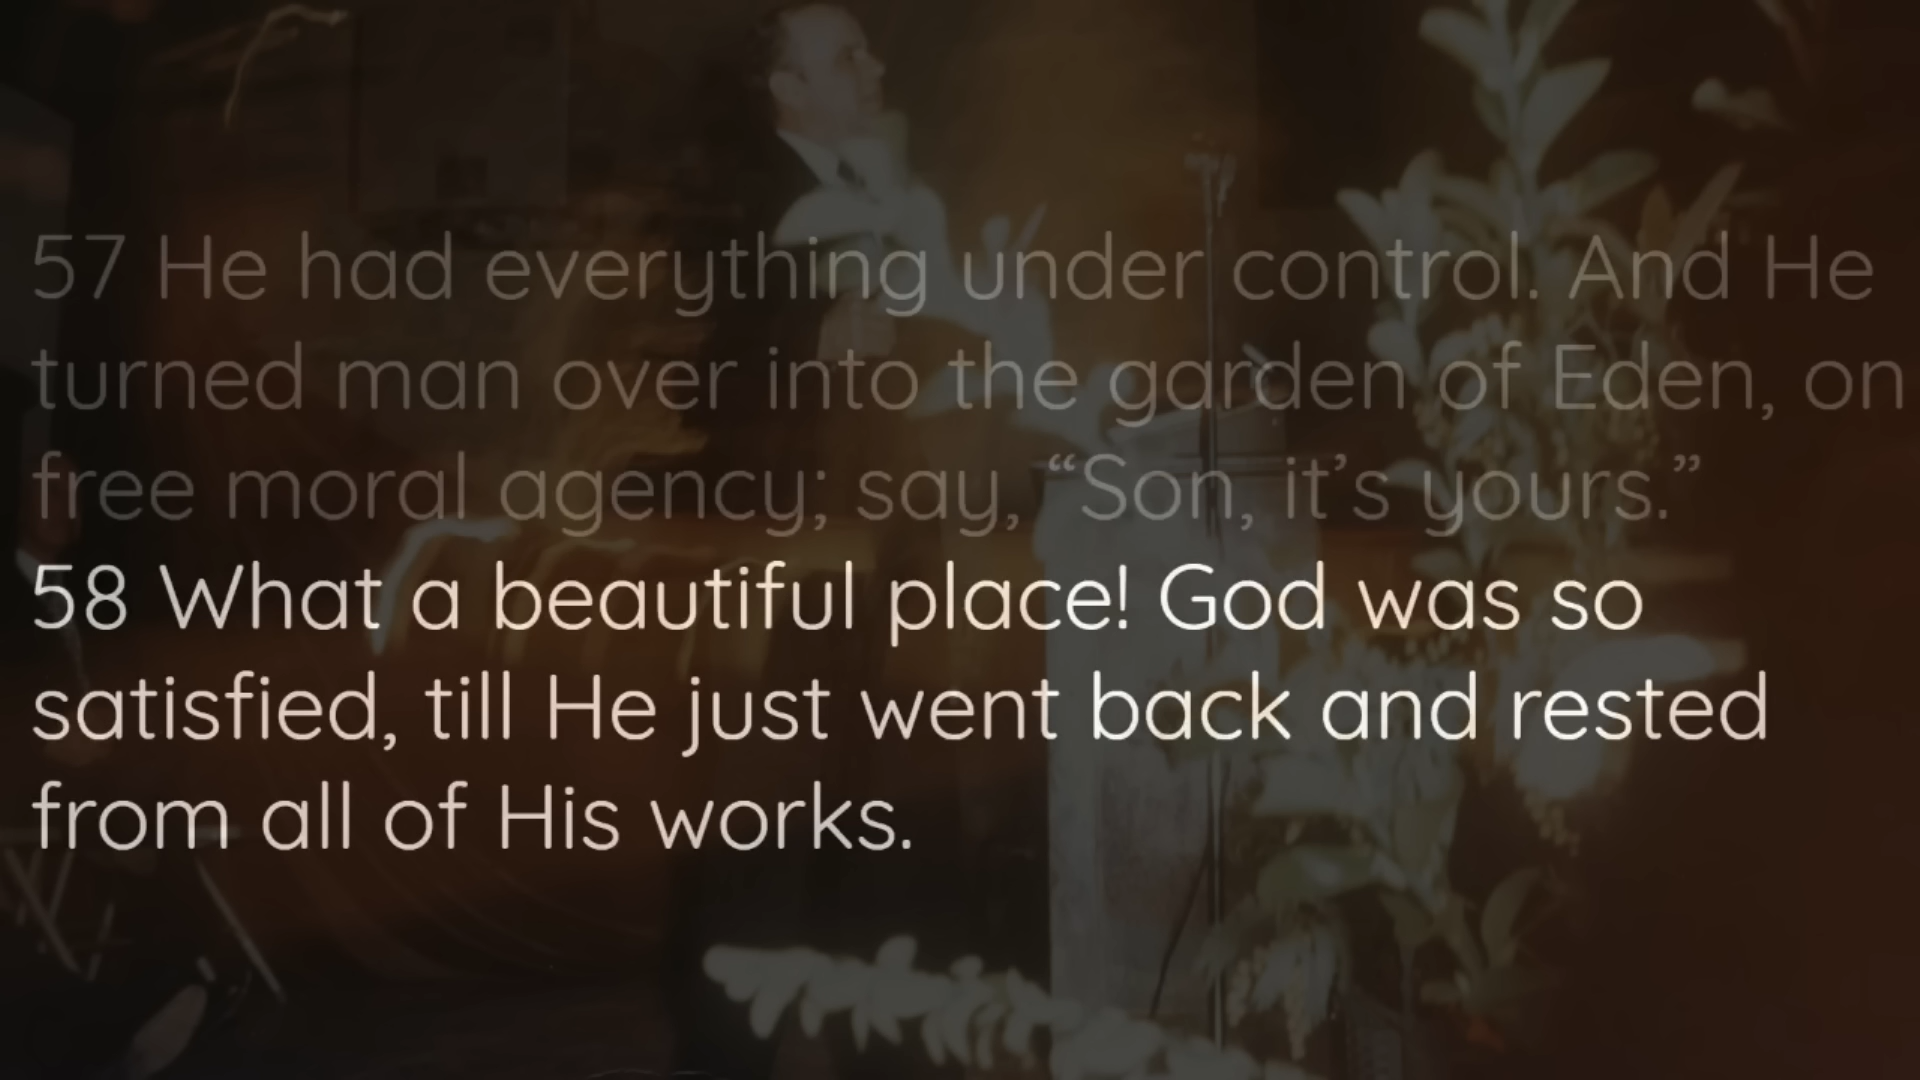 57 He had everything under control. And He
turned man over into the garden of Eden, on
free moral agency; say, “Son, it’s yours.”
58 What a beautiful place! God was so
satisfied, till He just went back and rested
from all of His works.